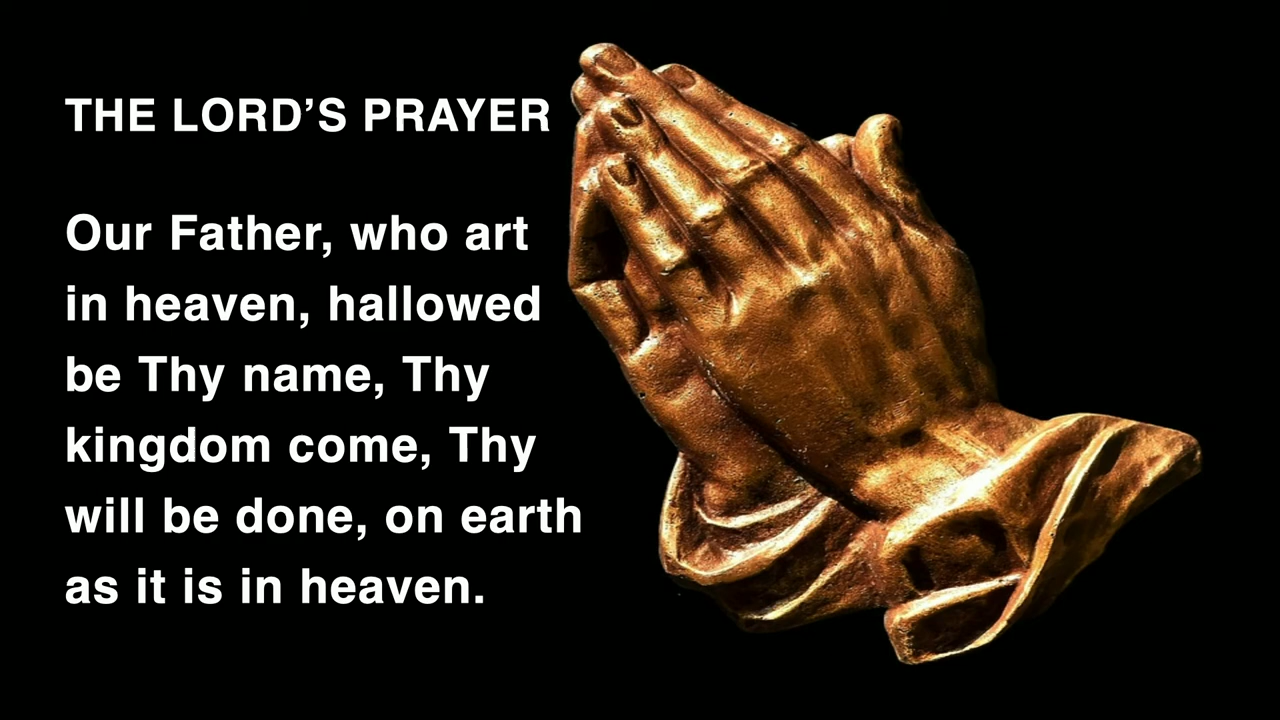 THE LORD’S PRAYER
Our Father, who art
in heaven, hallowed
be Thy name, Thy
kingdom come, Thy
will be done, on earth
as it is in heaven.